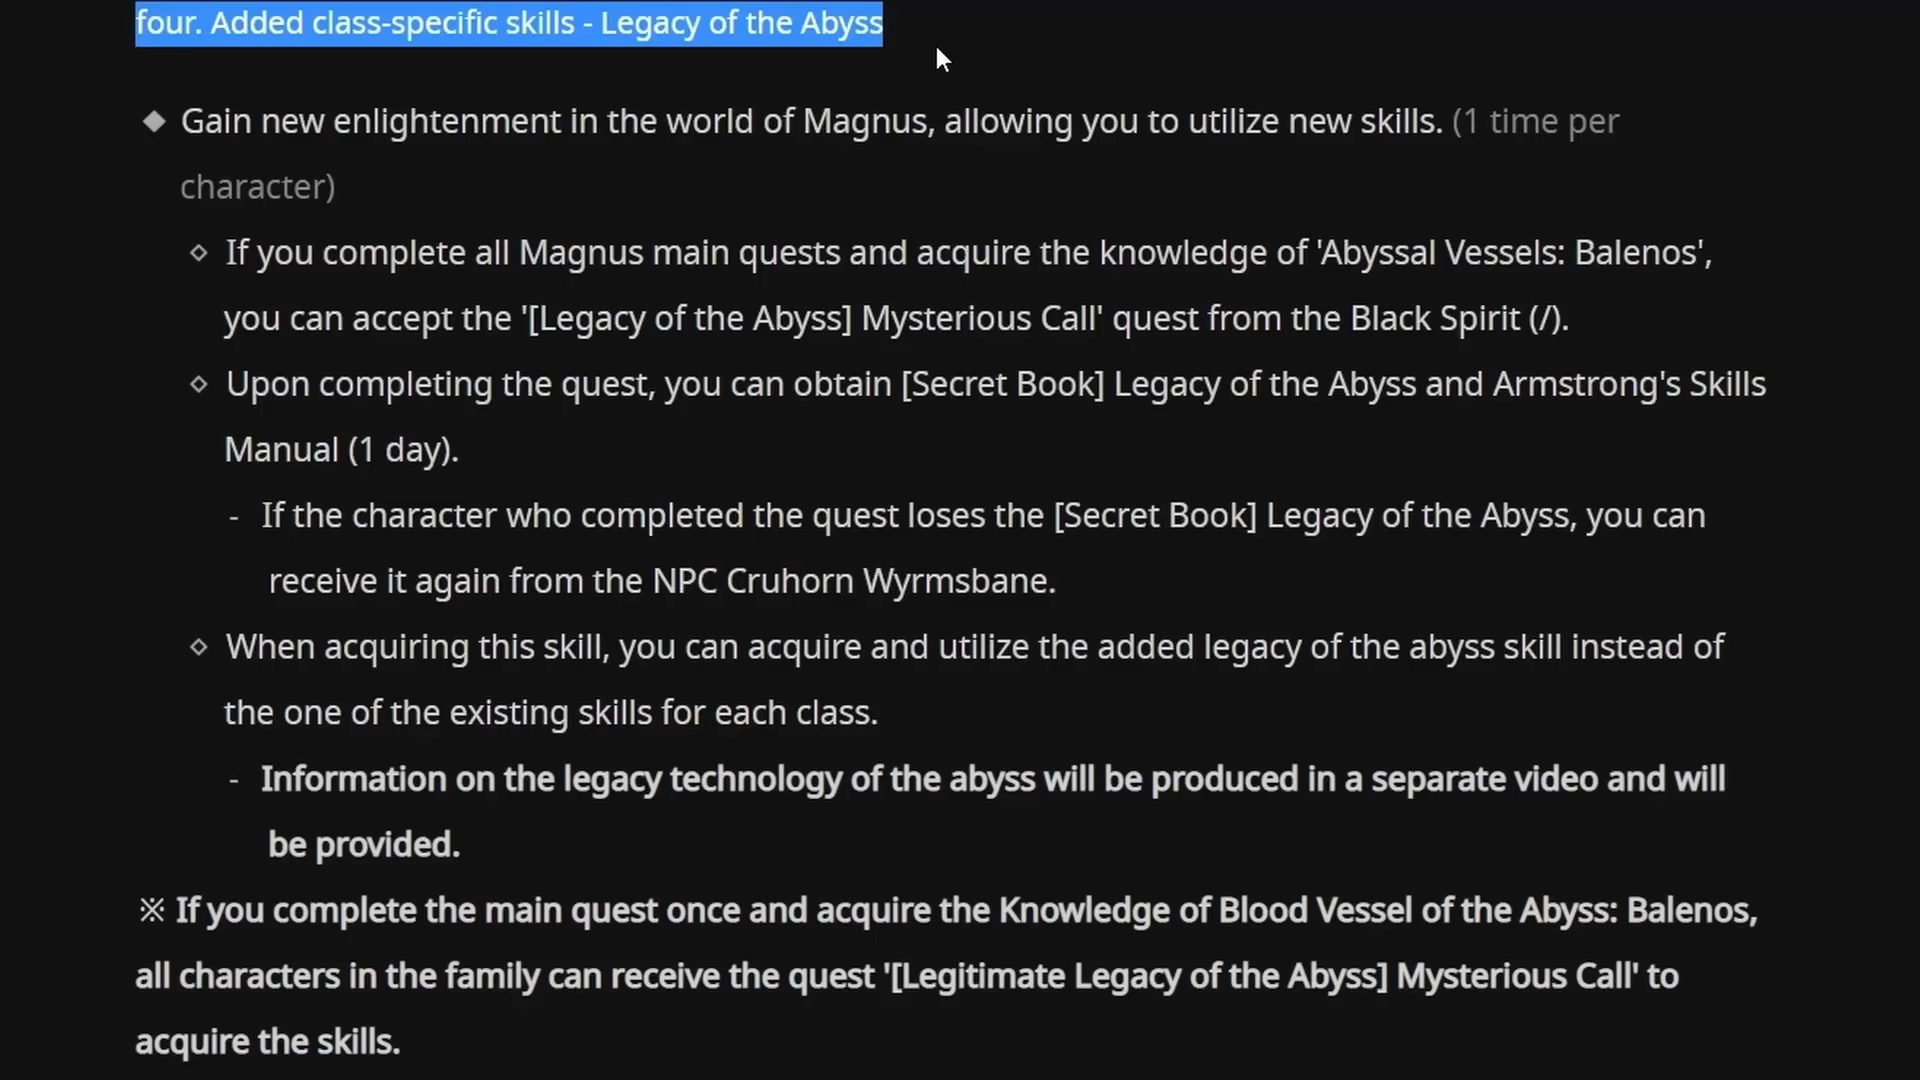 four. Added class-specific skills - Legacy of the Abyss
◆ Gain new enlightenment in the world of Magnus, allowing you to utilize new skills. (1 time per
character)
◇ If you complete all Magnus main quests and acquire the knowledge of 'Abyssal Vessels: Balenos',
you can accept the '[Legacy of the Abyss] Mysterious Call' quest from the Black Spirit (/).
◇ Upon completing the quest, you can obtain [Secret Book] Legacy of the Abyss and Armstrong's Skills
Manual (1 day).
- If the character who completed the quest loses the [Secret Book] Legacy of the Abyss, you can
receive it again from the NPC Cruhorn Wyrmsbane.
◇ When acquiring this skill, you can acquire and utilize the added legacy of the abyss skill instead of
the one of the existing skills for each class.
- Information on the legacy technology of the abyss will be produced in a separate video and will
be provided.
※ If you complete the main quest once and acquire the Knowledge of Blood Vessel of the Abyss: Balenos,
all characters in the family can receive the quest '[Legitimate Legacy of the Abyss] Mysterious Call' to
acquire the skills.